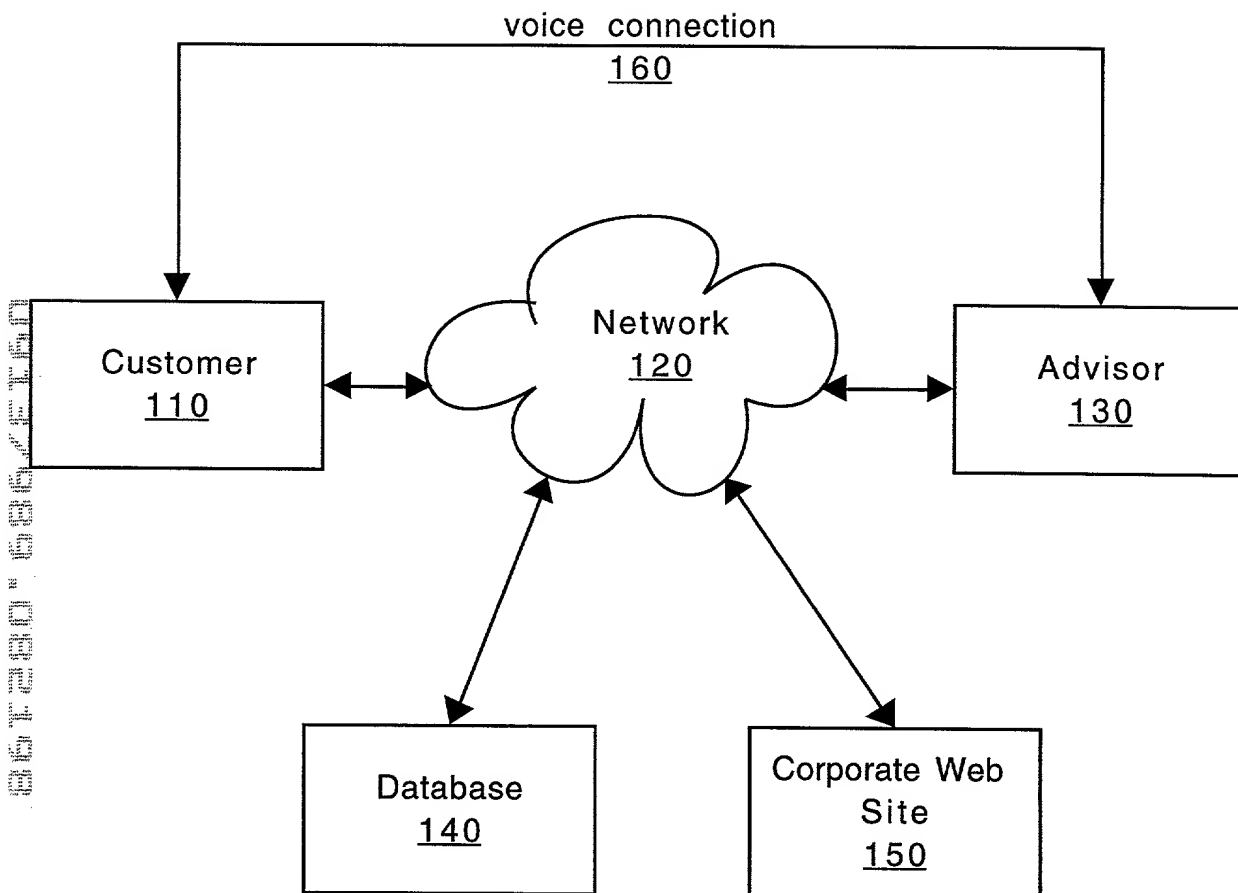 voice connection
160
Network
120
Customer
110
Advisor
130
Database
140
Corporate Web
Site
150